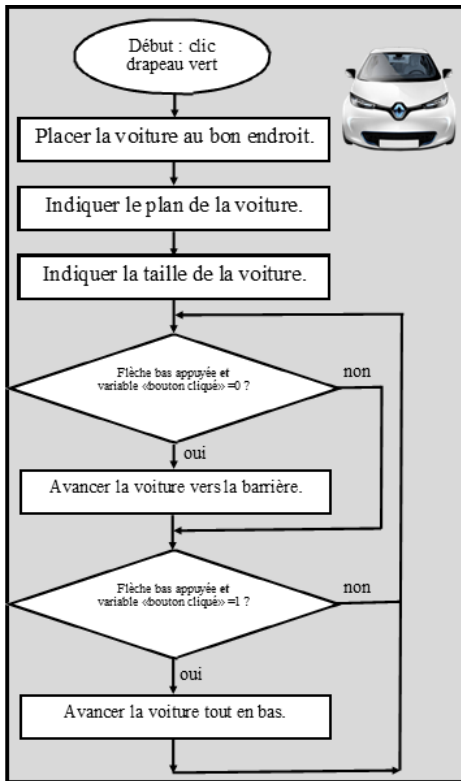 Début : clic
drapeau vert
Placer la voiture au bon endroit.
Indiquer le plan de la voiture.
Indiquer la taille de la voiture.
Flèche bas appuyée et
variable «bouton cliqué» =0 ?
non
oui
Avancer la voiture vers la barrière.
Flèche bas appuyée et
variable «bouton cliqué» =1 ?
non
oui
Avancer la voiture tout en bas.